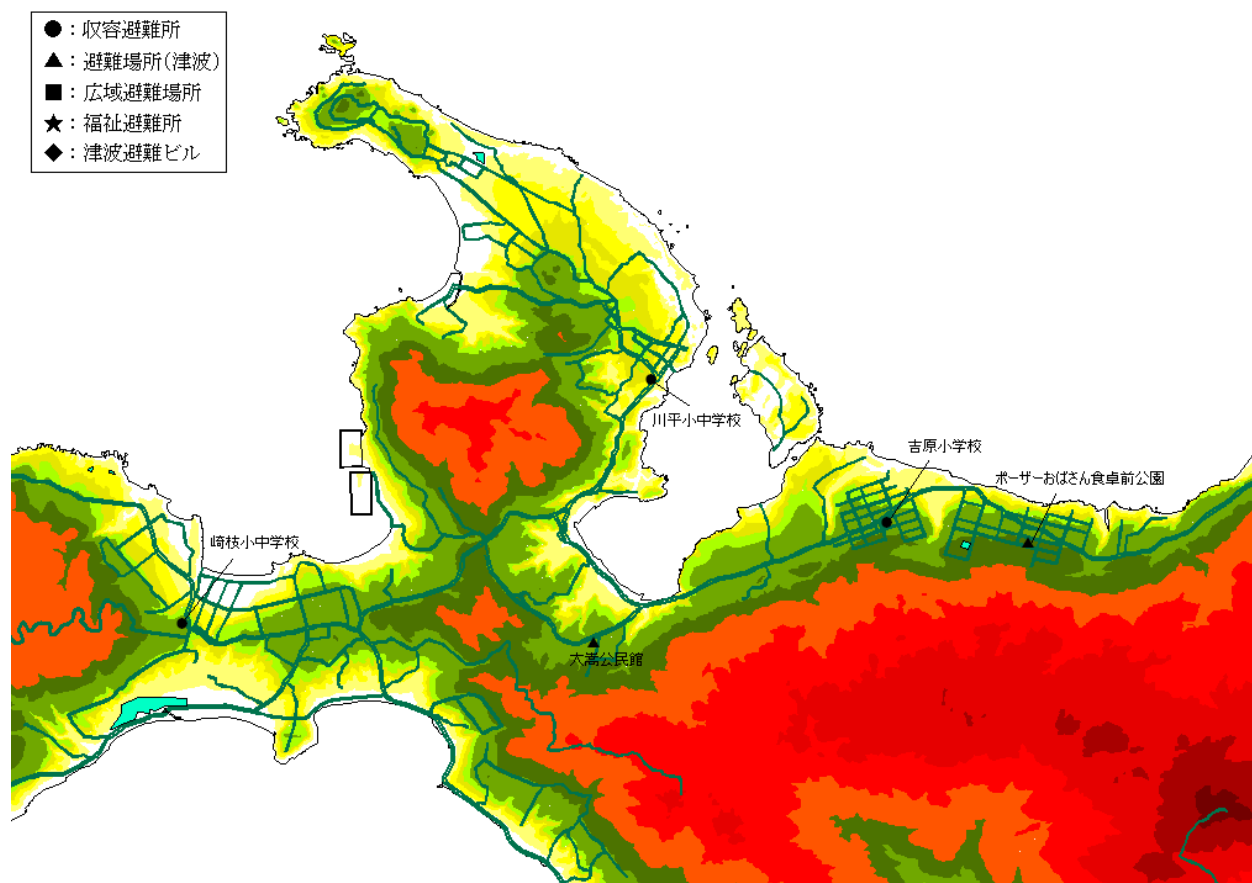 ●：収容避難所
▲：避難場所(津波)
■：広域避難場所
★：福祉避難所
◆：津波避難ビル
川平小中学校
吉原小学校
ポーザーおばさん食卓前公園
崎枝小中学校
大嵩公民館